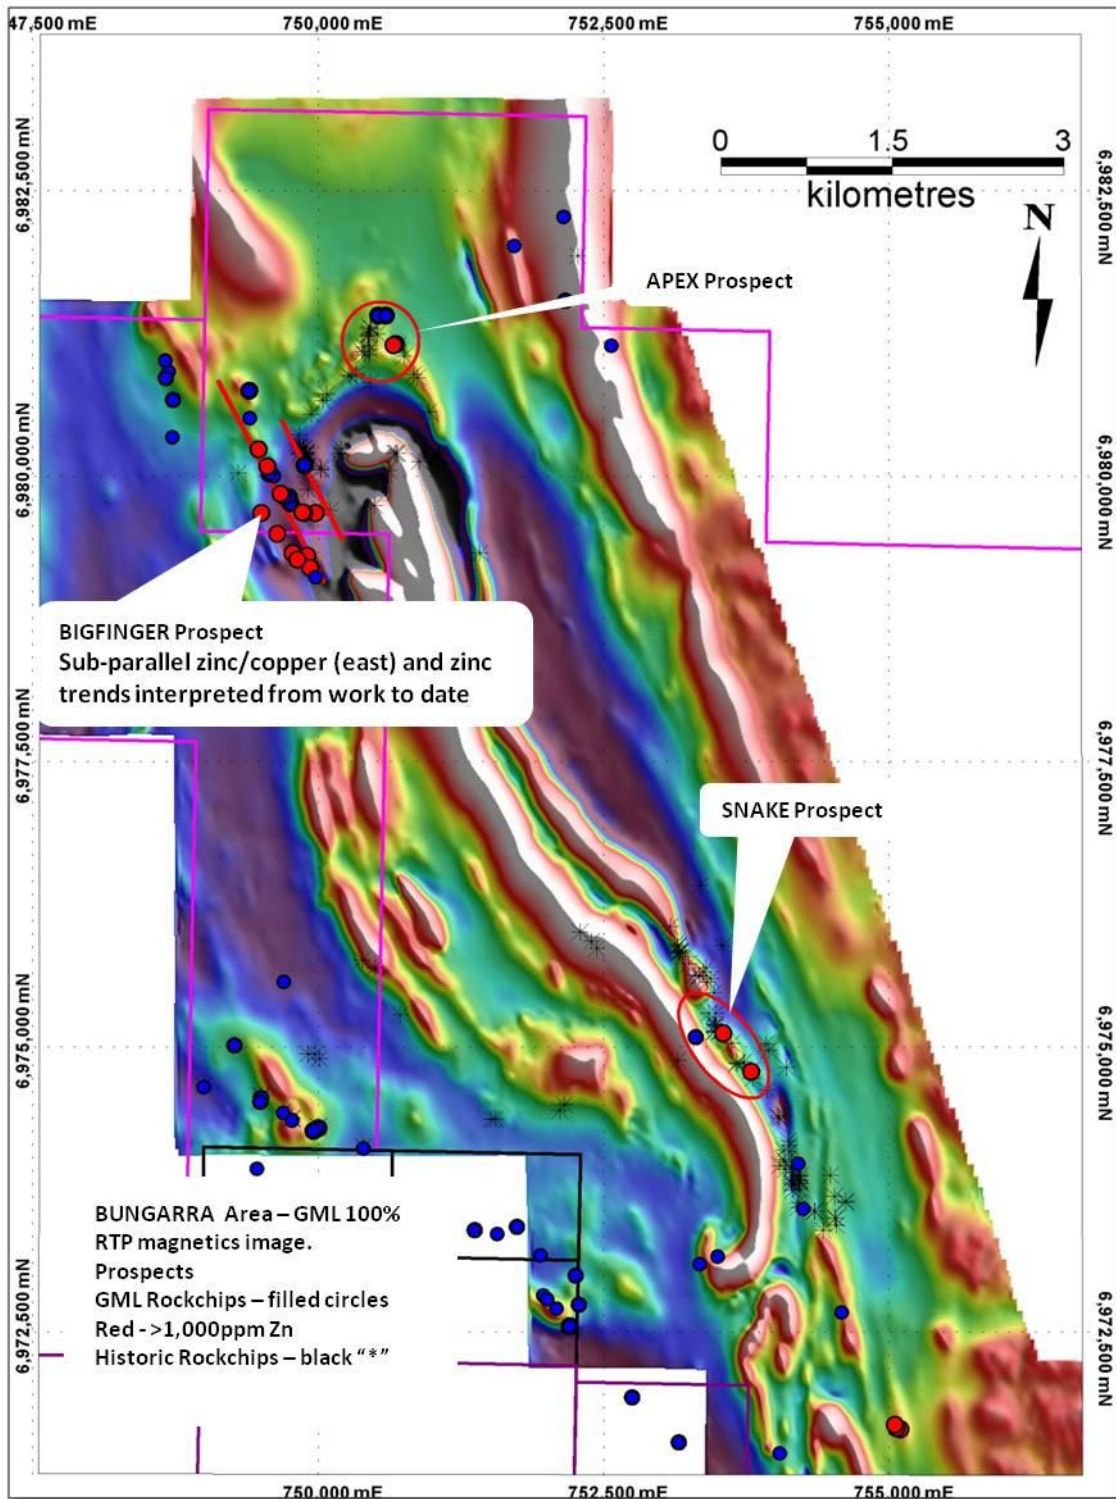 47,500 mE
750,000 mE
752,500 mE
755,000 mE
0 1.5 3
kilometres
N
6,982,500 mN
6,982,500 mN
APEX Prospect
6,980,000 mN
6,980,000 mN
BIGFINGER Prospect
Sub-parallel zinc/copper (east) and zinc
trends interpreted from work to date
6,977,500 mN
6,977,500 mN
SNAKE Prospect
6,975,000 mN
6,975,000 mN
BUNGARRA Area – GML 100%
RTP magnetics image.
Prospects
GML Rockchips – filled circles
Red - >1,000ppm Zn
Historic Rockchips – black “*”
6,972,500 mN
6,972,500 mN
750,000 mE
752,500 mE
755,000 mE